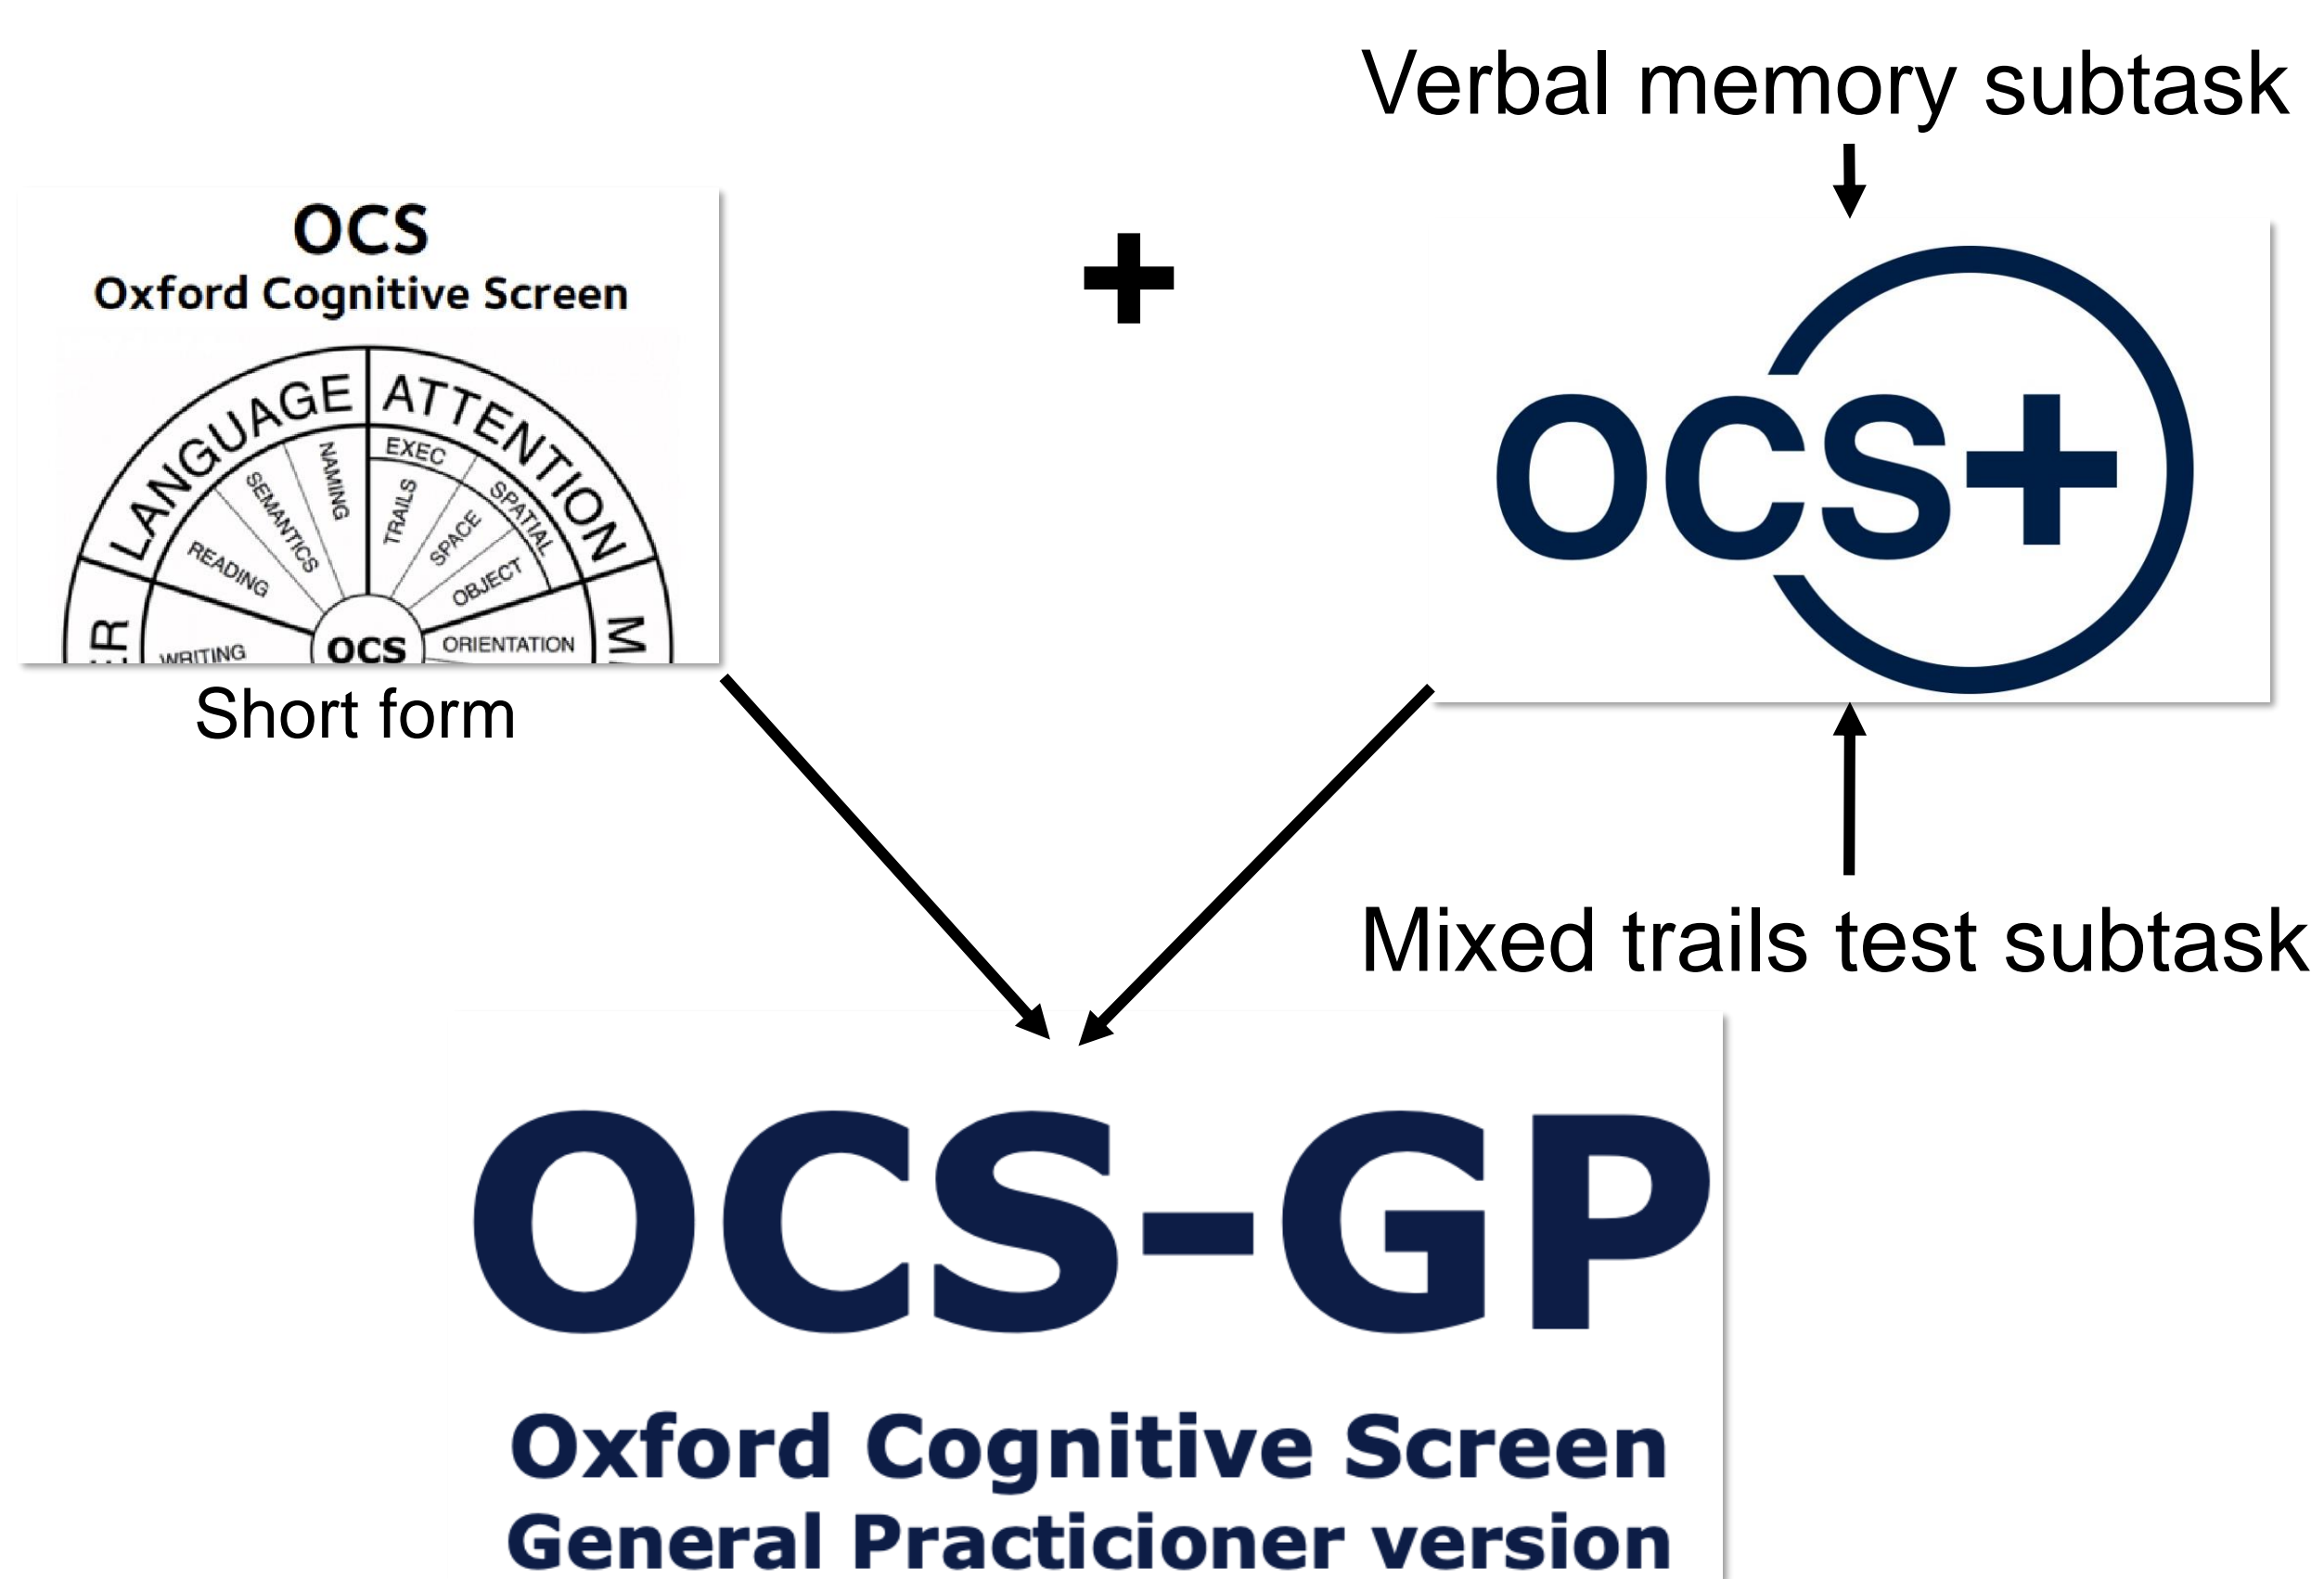 Verbal memory subtask
OCS
Oxford Cognitive Screen
+
LANGUAGE
ATTENTION
NAMING
SEMANTICS
READING
EXEC
TRAILS
SPACE
SPATIAL
OBJECT
WRITING
OCS
ORIENTATION
OCS+
Short form
Mixed trails test subtask
OCS-GP
Oxford Cognitive Screen
General Practicioner version